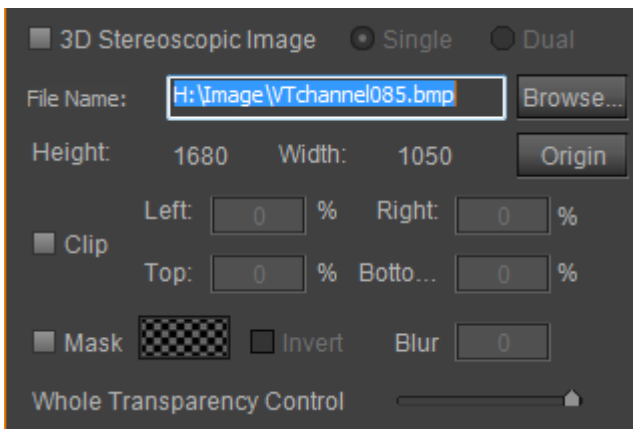 3D Stereoscopic Image Single Dual
File Name: H:\Image\VTchannel085.bmp Browse...
Height: 1680 Width: 1050 Origin
Left: 0 % Right: 0 %
Clip
Top: 0 % Botto... 0 %
Mask Invert Blur 0
Whole Transparency Control